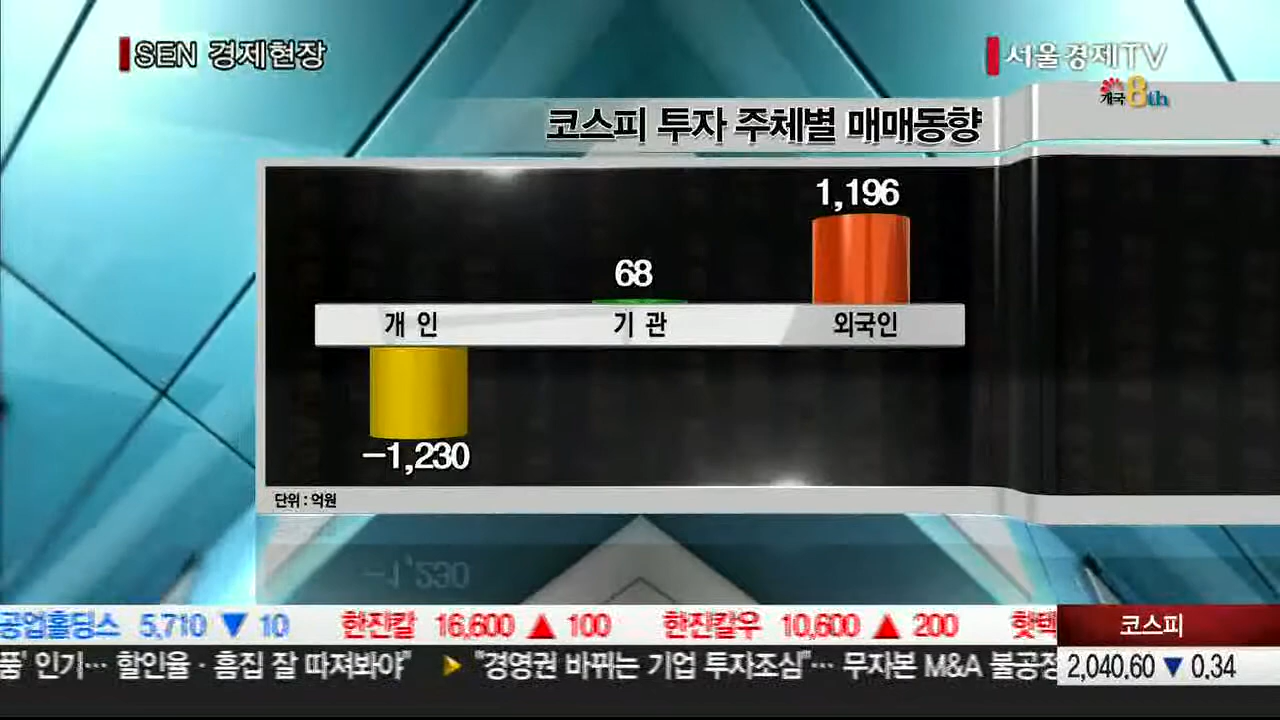 SEN 경제현장
서울경제TV
개국 8th
코스피 투자 주체별 매매동향
1,196
68
개 인
기 관
외국인
-1,230
단위 : 억원
공업홀딩스 5,710 ▼ 10 한진칼 16,600 ▲ 100 한진칼우 10,600 ▲ 200 핫텍
코스피
품' 인기… 할인율·흠집 잘 따져봐야" ▶ "경영권 바뀌는 기업 투자조심"… 무자본 M&A 불공정
2,040.60 ▼ 0.34